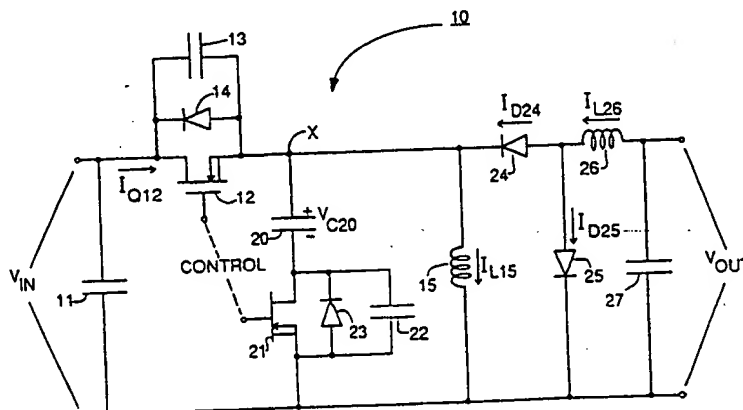 10
13
14
X
I_D24
I_L26
I_Q12
12
24
26
+ V_C20
-
20
I_D25
V_IN
11
CONTROL
15
I_L15
25
27
V_OUT
21
23
22